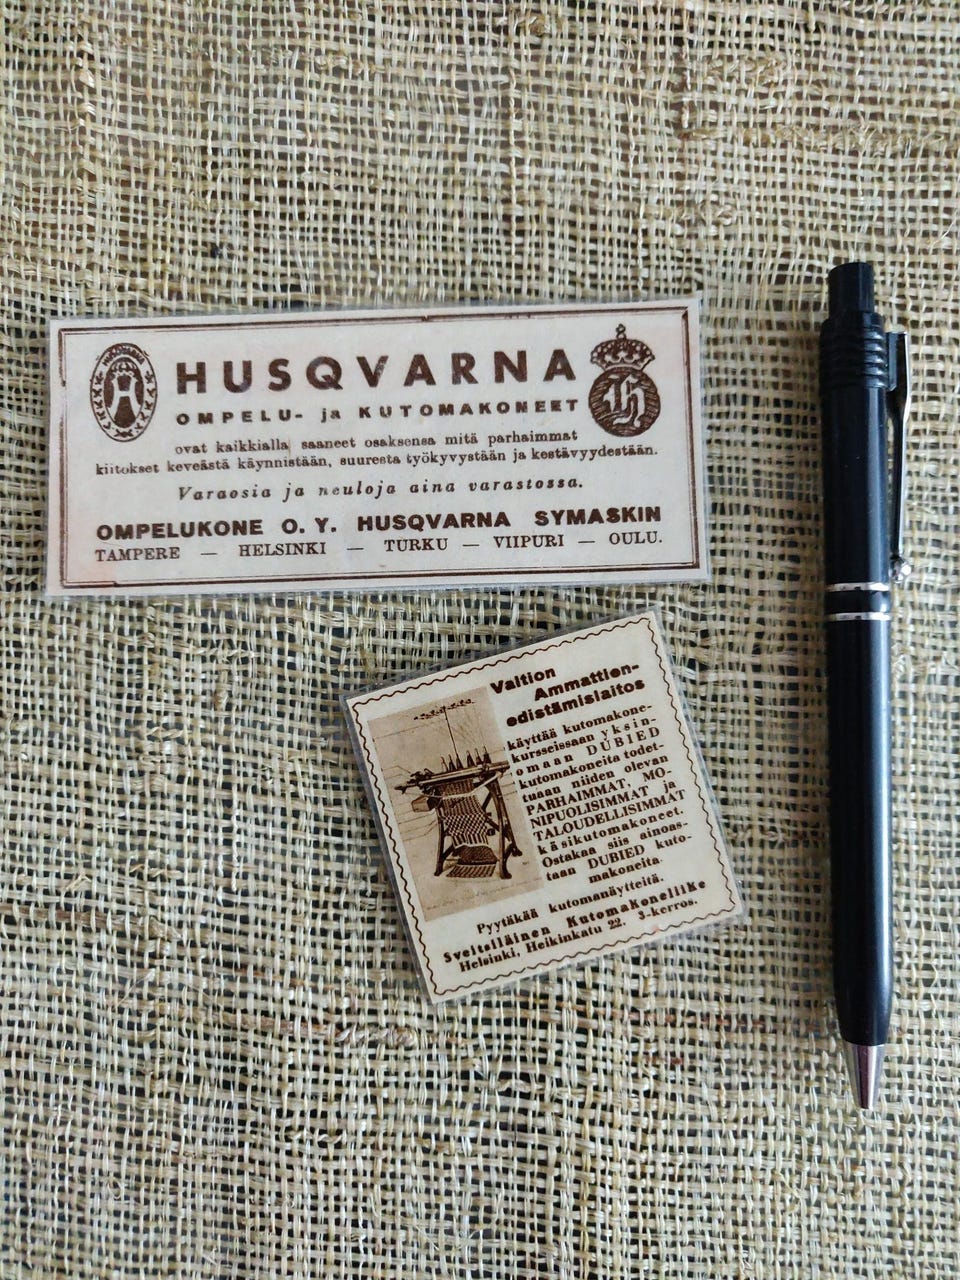 HUSQVARNA
OMPELU- ja KUTOMAKONEET
ovat kaikkialla saaneet osaksensa mitä parhaimmat
kiitokset keveästä käynnistään, suuresta työkyvystään ja kestävyydestään.
Varaosia ja neuloja aina varastossa.
OMPELUKONE O. Y. HUSQVARNA SYMASKIN
TAMPERE — HELSINKI — TURKU — VIIPURI — OULU.
Valtion
Ammattien-
edistämislaitos
käyttää kutomakone-
kursseissaan yksin-
omaan DUBIED
kutomakoneita todet-
tuaan niiden olevan
PARHAIMMAT, MO-
NIPUOLISIMMAT ja
TALOUDELLISIMMAT
käsikutomakoneet.
Ostakaa siis ainoas-
taan DUBIED kuto-
makoneita.
Pyytäkää kutomanäytteitä.
Sveitsiläinen Kutomakoneliike
Helsinki, Heikinkatu 22. 3-kerros.